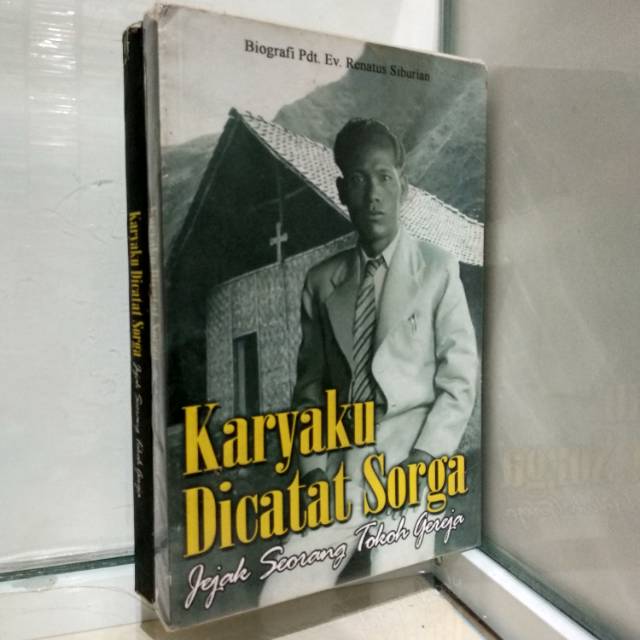 Biografi Pdt. Ev. Renatus Siburian
Karyaku
Dicatat Sorga
Jejak Seorang Tokoh Gereja
Karyaku Dicatat Sorga Jejak Seorang Tokoh Gereja